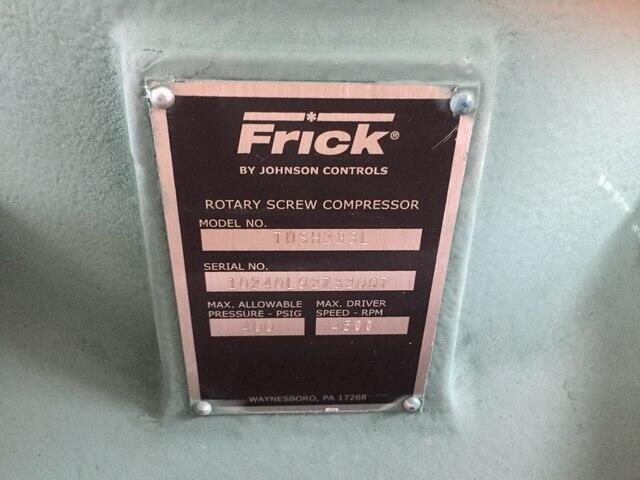 Frick®
BY JOHNSON CONTROLS
ROTARY SCREW COMPRESSOR
MODEL NO.
TDSH233L
SERIAL NO.
MAX. ALLOWABLE MAX. DRIVER
PRESSURE - PSIG SPEED - RPM
400
WAYNESBORO, PA 17268